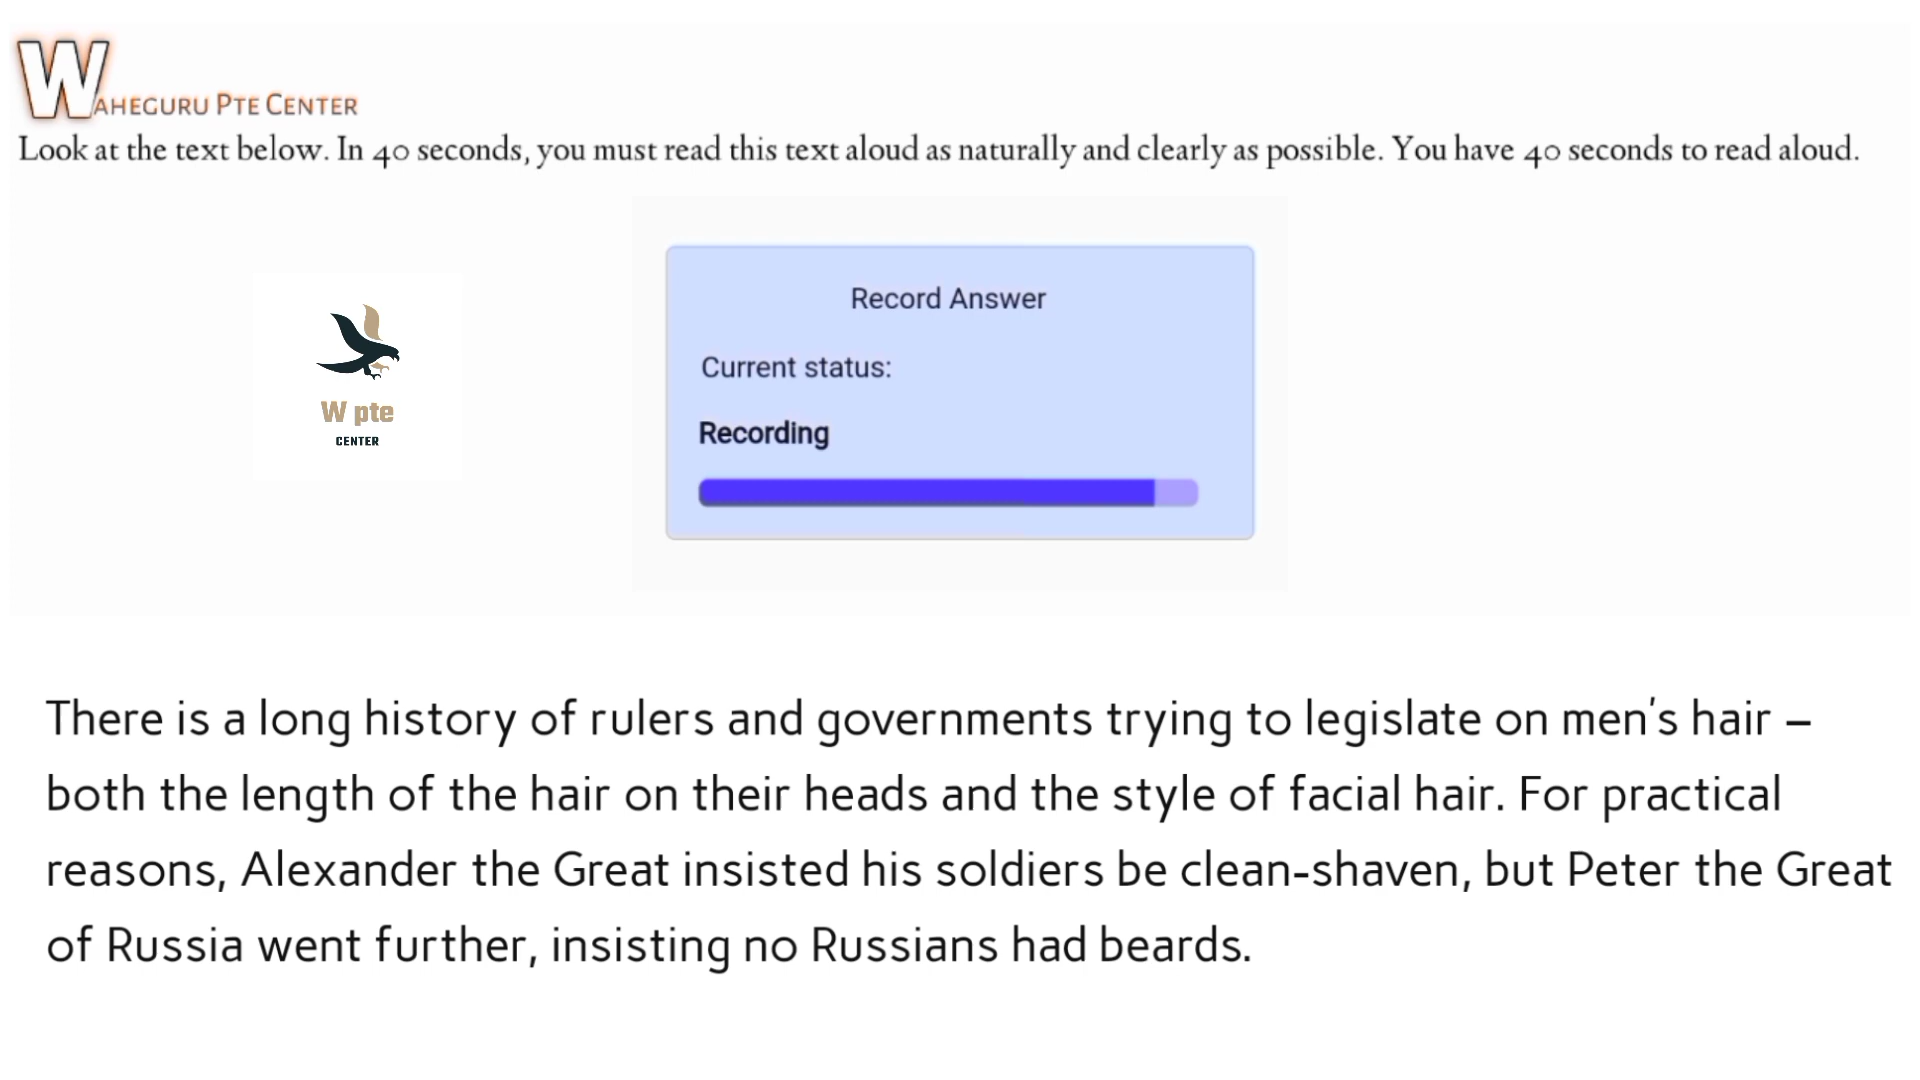 WAHEGURU PTE CENTER
Look at the text below. In 40 seconds, you must read this text aloud as naturally and clearly as possible. You have 40 seconds to read aloud.
Record Answer
Current status:
Recording
W pte
CENTER
There is a long history of rulers and governments trying to legislate on men's hair –
both the length of the hair on their heads and the style of facial hair. For practical
reasons, Alexander the Great insisted his soldiers be clean-shaven, but Peter the Great
of Russia went further, insisting no Russians had beards.